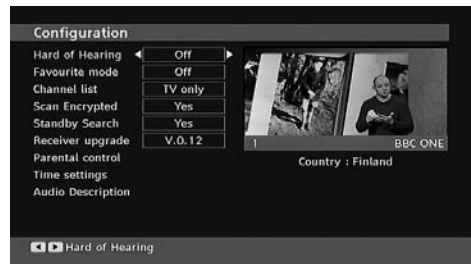 Configuration
Hard of Hearing Off
Favourite mode Off
Channel list TV only
Scan Encrypted Yes
Standby Search Yes
Receiver upgrade V.0.12
Parental control
Time settings
Audio Description
1 BBC ONE
Country : Finland
Hard of Hearing